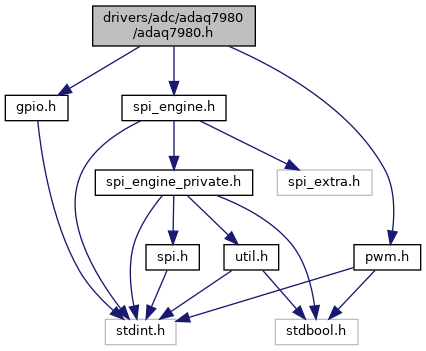 drivers/adc/adaq7980
/adaq7980.h
gpio.h
spi_engine.h
spi_engine_private.h
spi_extra.h
spi.h
util.h
pwm.h
stdint.h
stdbool.h